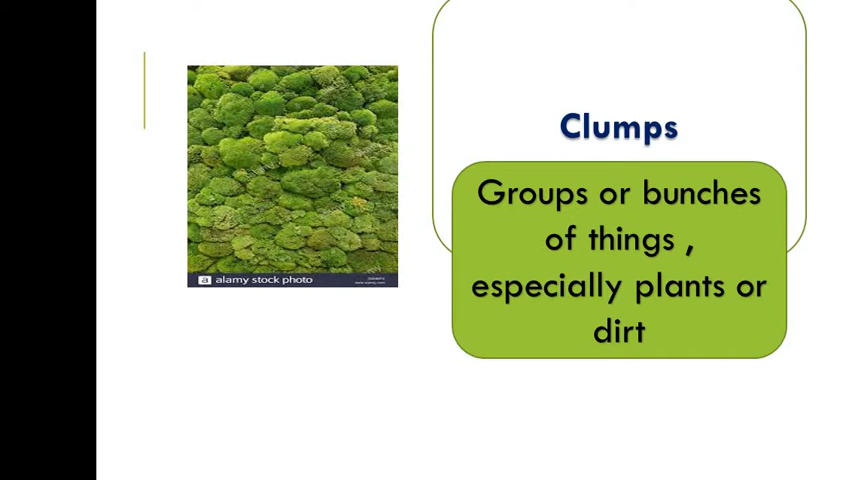 Clumps
Groups or bunches
of things ,
especially plants or
dirt
a alamy stock photo